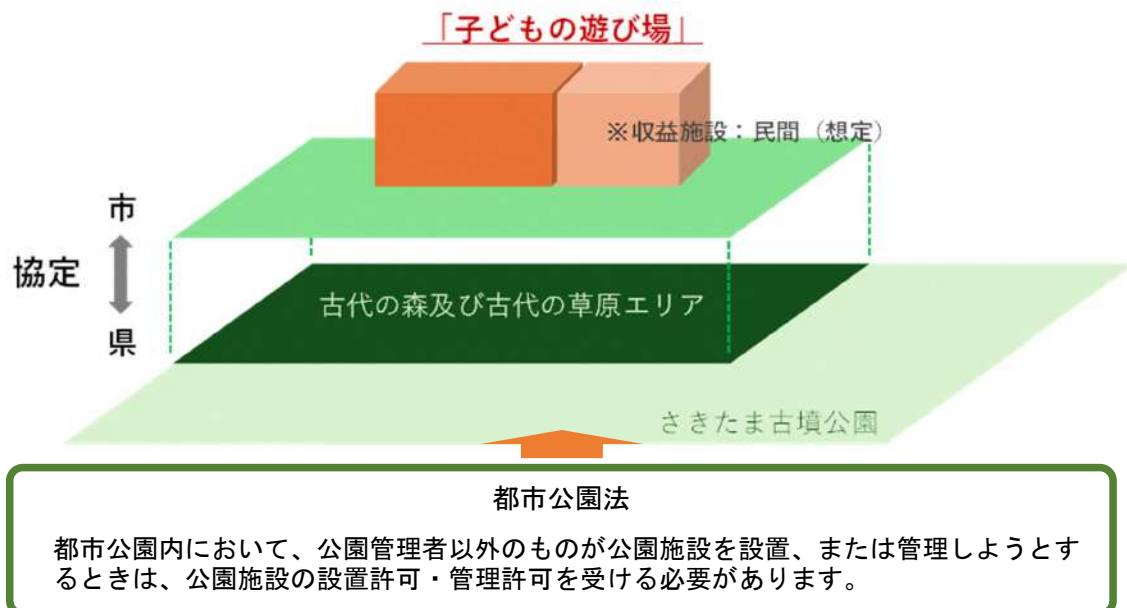 「子どもの遊び場」
※収益施設：民間（想定）
市
協定
県
古代の森及び古代の草原エリア
さきたま古墳公園
都市公園法
都市公園内において、公園管理者以外のものが公園施設を設置、または管理しようとす
るときは、公園施設の設置許可・管理許可を受ける必要があります。